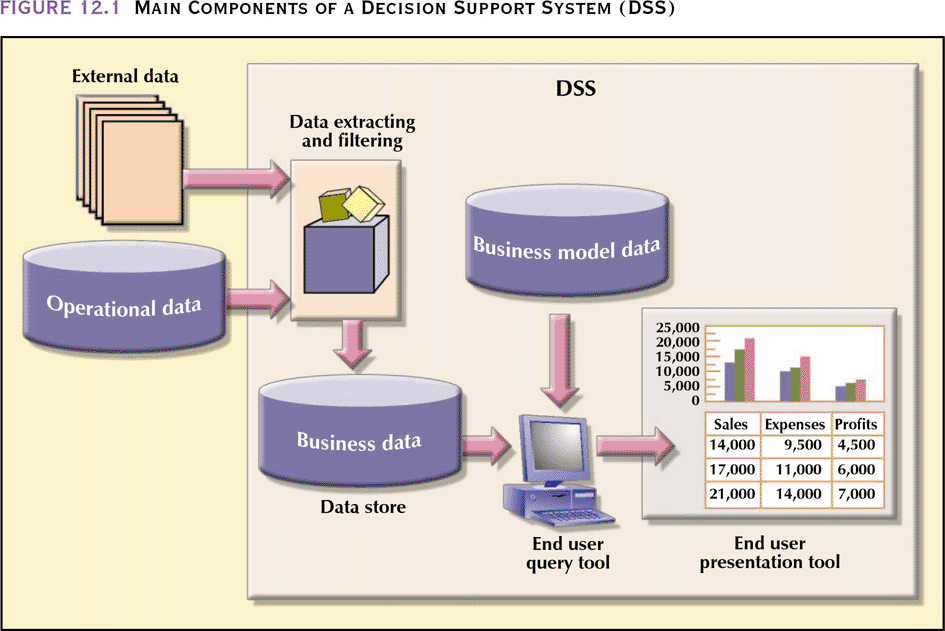 FIGURE 12.1 MAIN COMPONENTS OF A DECISION SUPPORT SYSTEM (DSS)
External data
DSS
Data extracting
and filtering
Business model data
Operational data
25,000
20,000
15,000
10,000
5,000
0
Sales Expenses Profits
14,000 9,500 4,500
17,000 11,000 6,000
21,000 14,000 7,000
Business data
Data store
End user
query tool
End user
presentation tool